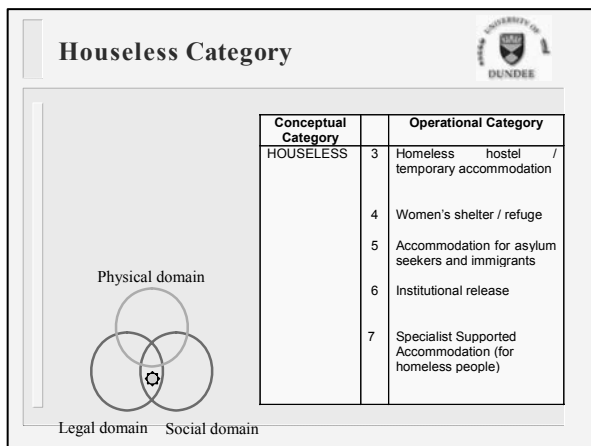 Houseless Category
UNIVERSITY OF
DUNDEE
Conceptual
Category
Operational Category
HOUSELESS
3
Homeless hostel /
temporary accommodation
4
Women's shelter / refuge
5
Accommodation for asylum
seekers and immigrants
6
Institutional release
7
Specialist Supported
Accommodation (for
homeless people)
Physical domain
Legal domain
Social domain